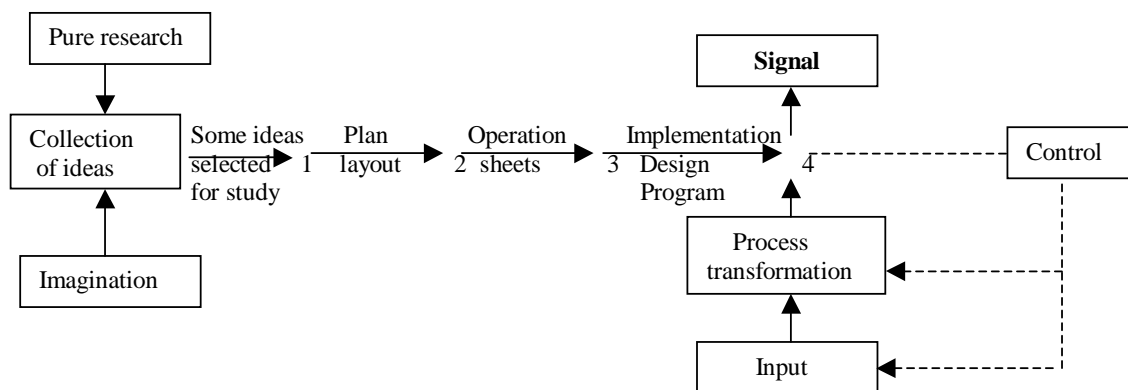 Pure research
Signal
Collection
of ideas
Some ideas
selected
for study
1
Plan
layout
2
Operation
sheets
3
Implementation
Design
Program
4
Control
Process
transformation
Imagination
Input